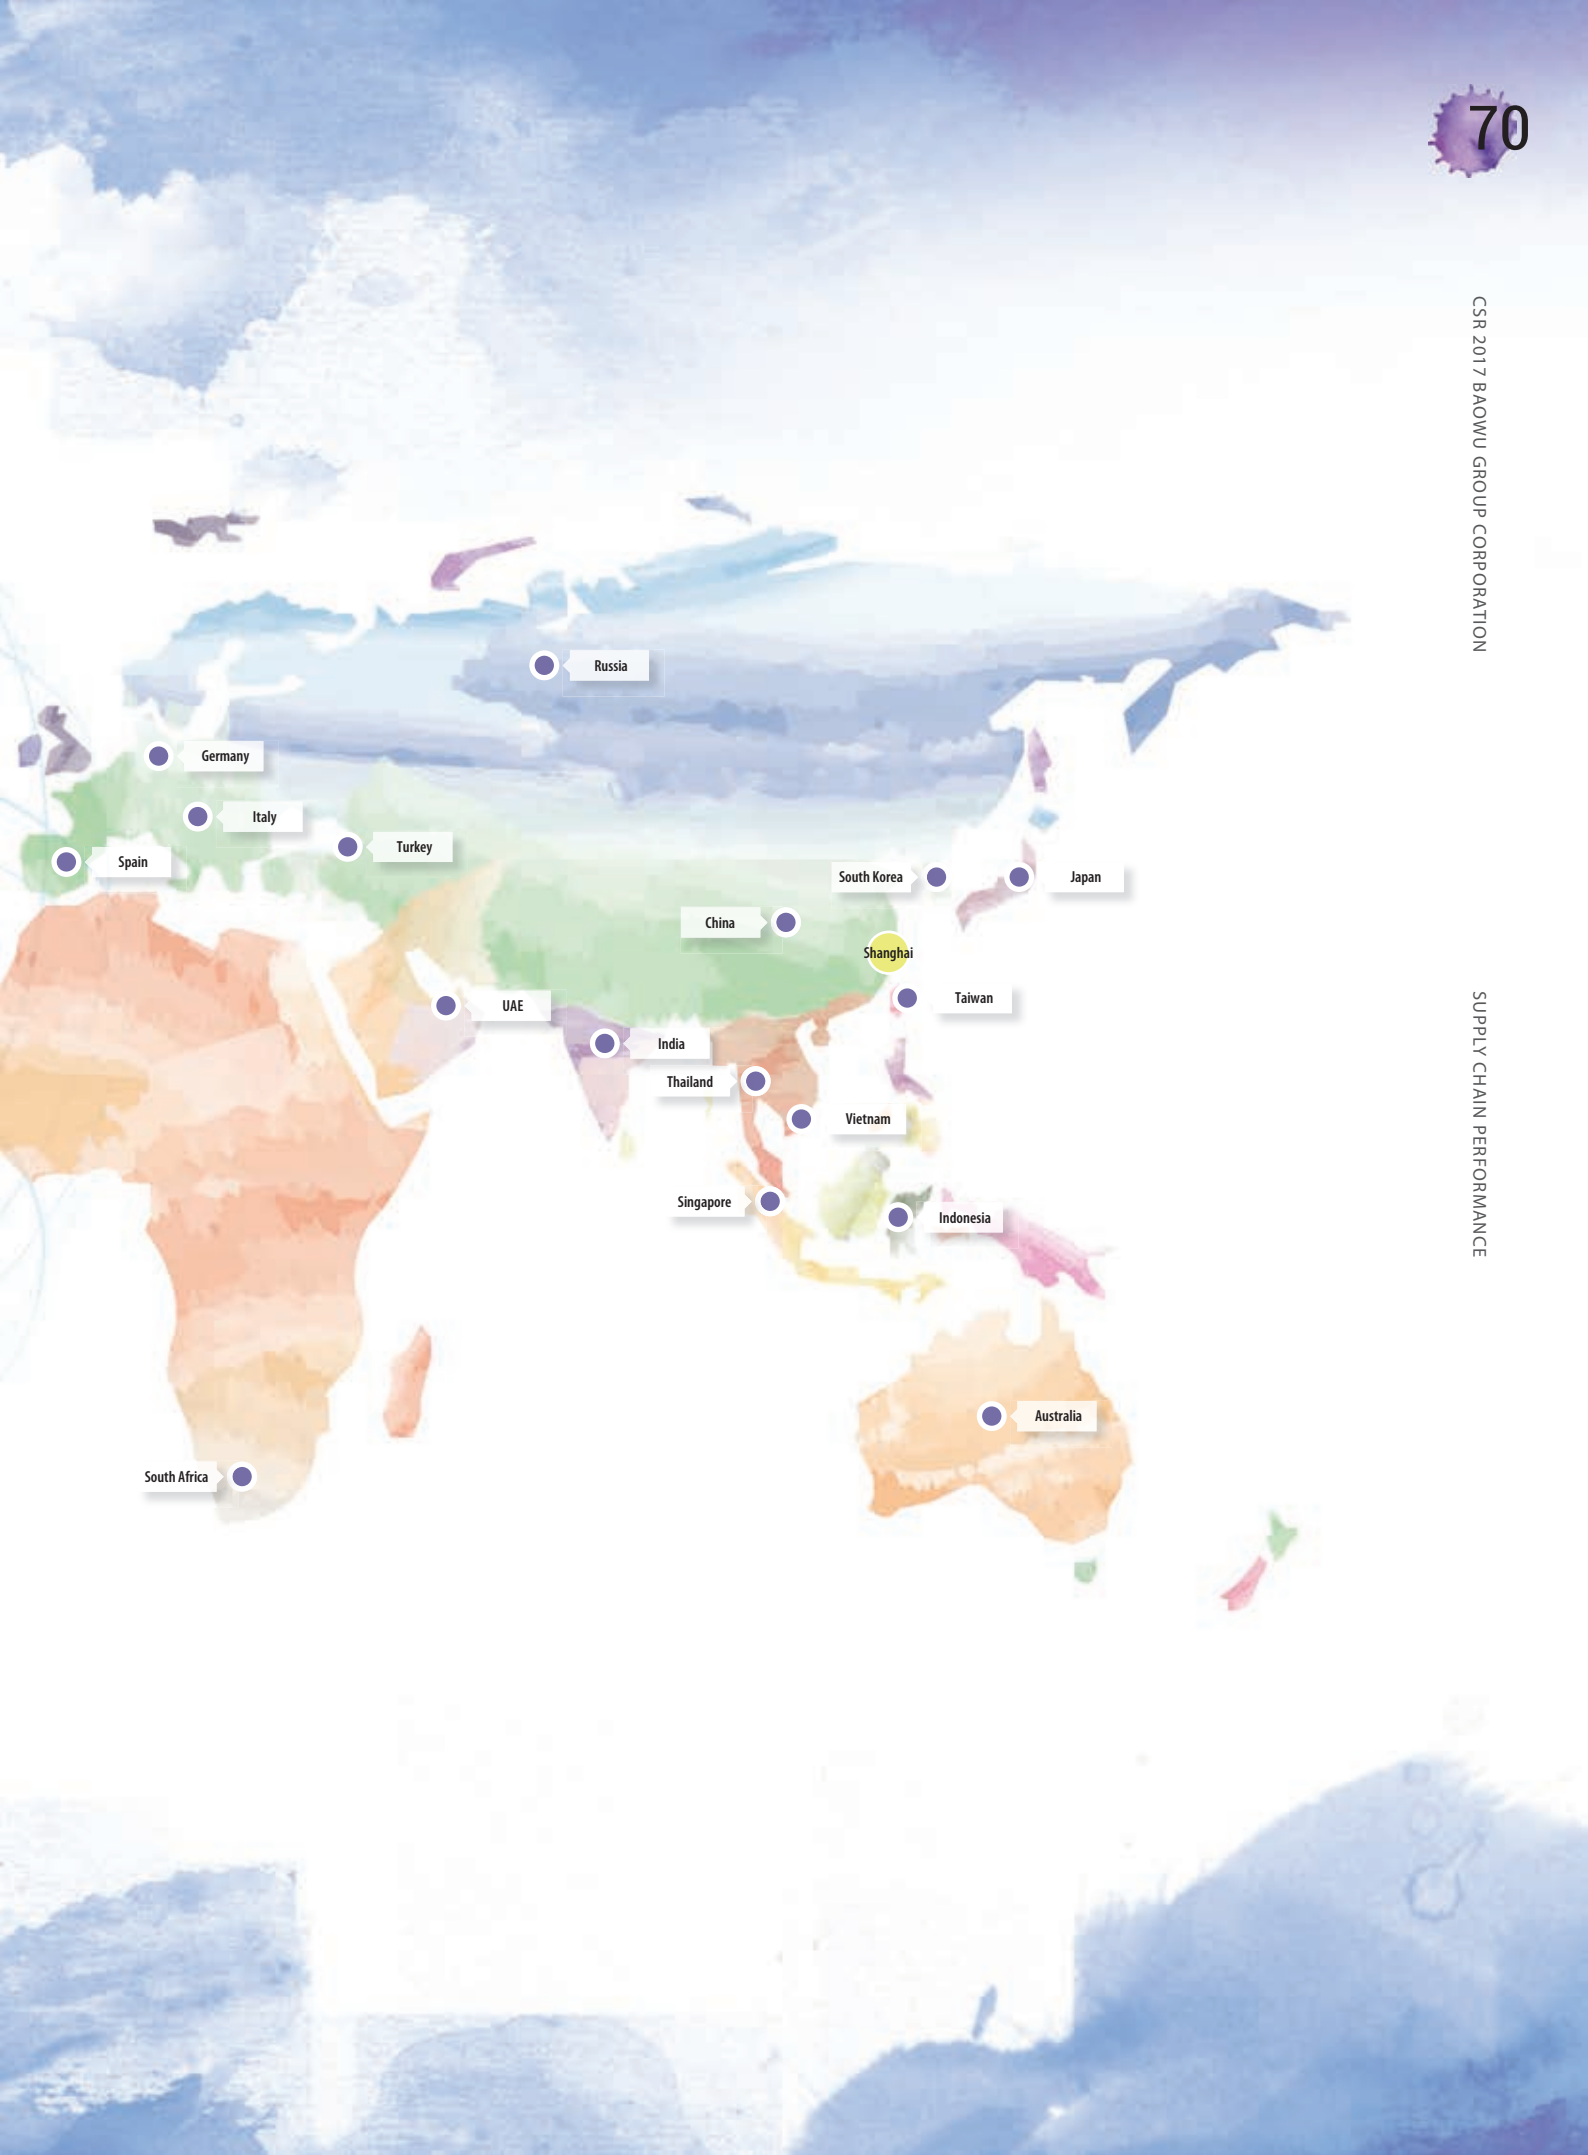 70
CSR 2017 BAOWU GROUP CORPORATION
SUPPLY CHAIN PERFORMANCE
Russia
Germany
Italy
Turkey
Spain
South Korea
Japan
China
Shanghai
Taiwan
UAE
India
Thailand
Vietnam
Singapore
Indonesia
Australia
South Africa